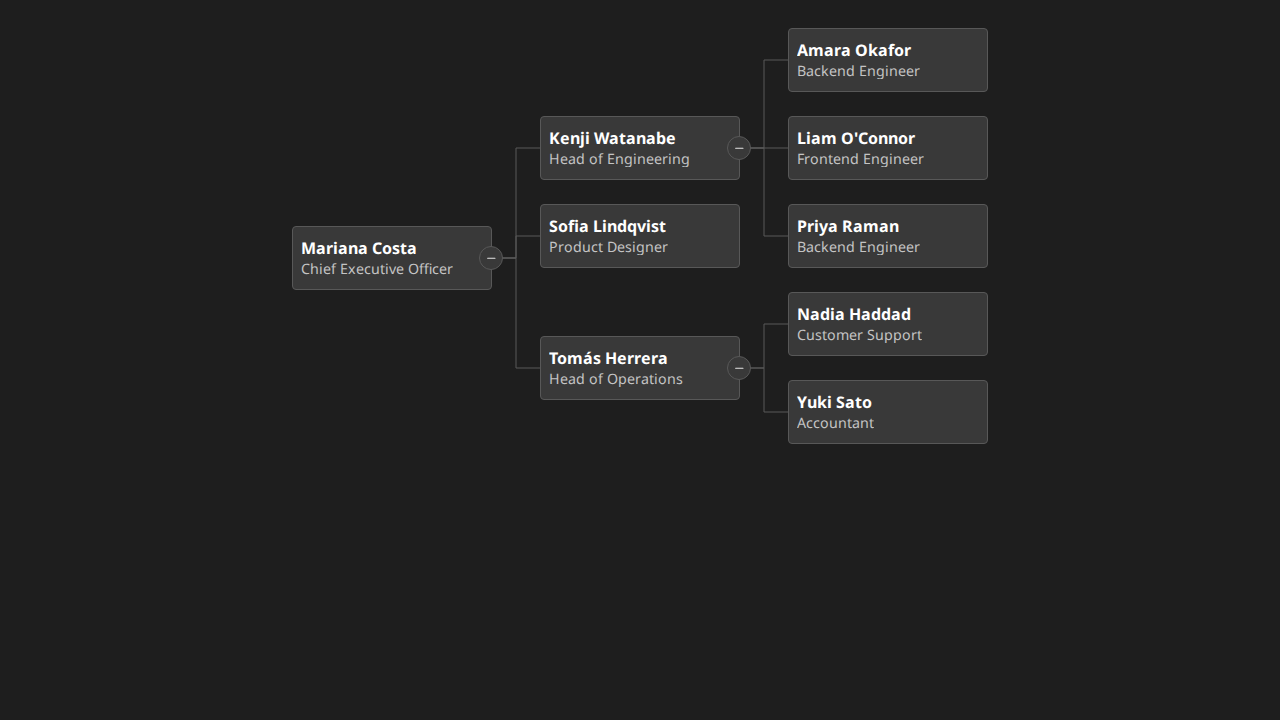 Mariana Costa
Chief Executive Officer
Kenji Watanabe
Head of Engineering
Amara Okafor
Backend Engineer
Liam O'Connor
Frontend Engineer
Priya Raman
Backend Engineer
Sofia Lindqvist
Product Designer
Tomás Herrera
Head of Operations
Nadia Haddad
Customer Support
Yuki Sato
Accountant